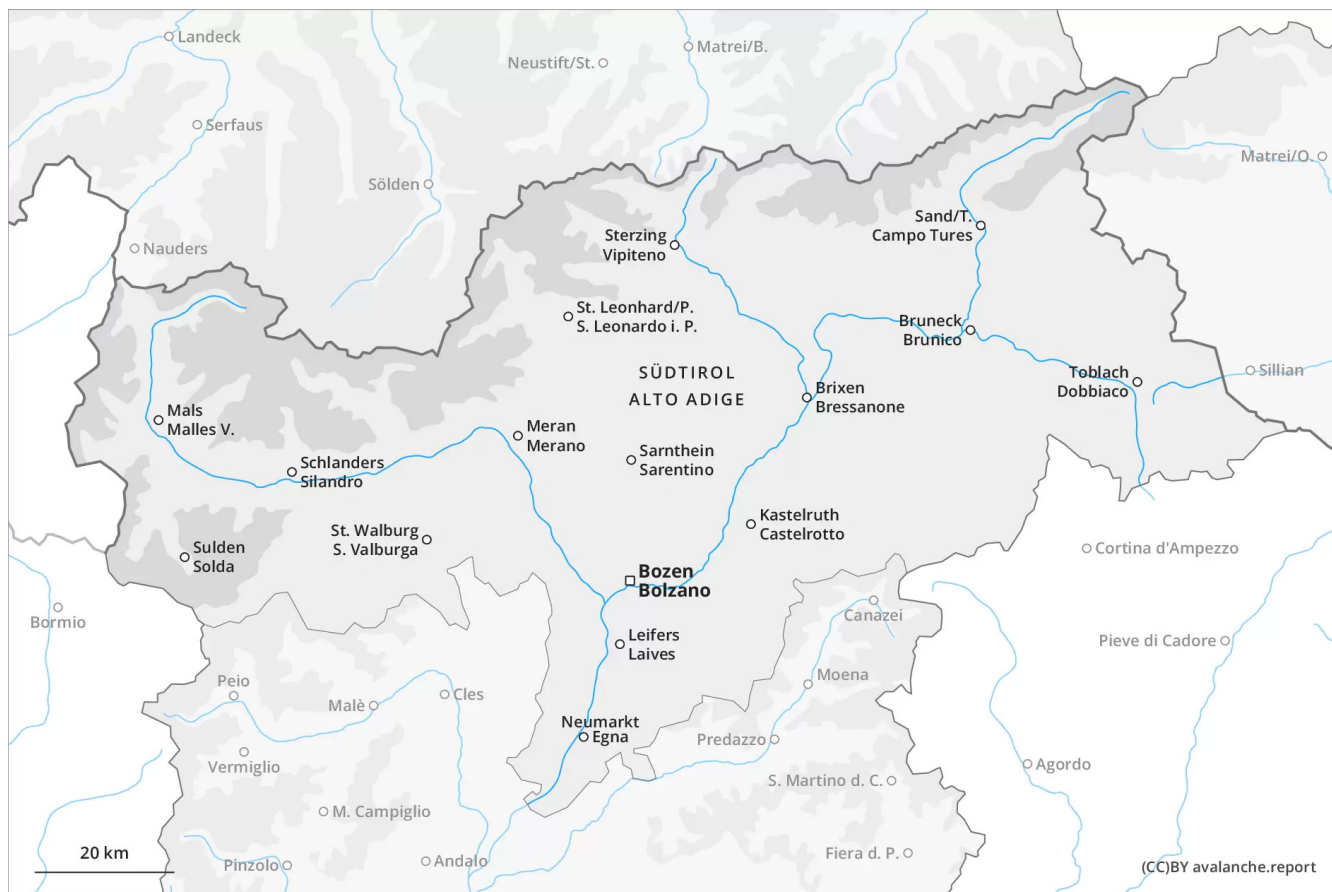 Landeck
Matrei/B.
Neustift/St.
Serfaus
Matrei/O.
Sölden
Sand/T.
Campo Tures
Sterzing
Vipiteno
Nauders
St. Leonhard/P.
S. Leonardo i. P.
Bruneck
Brunico
SÜDTIROL
ALTO ADIGE
Toblach
Dobbiaco
Sillian
Brixen
Bressanone
Mals
Malles V.
Meran
Merano
Sarnthein
Sarentino
Schlanders
Silandro
Kastelruth
Castelrotto
St. Walburg
S. Valburga
Sulden
Solda
Cortina d'Ampezzo
Bozen
Bolzano
Bormio
Canazei
Leifers
Laives
Pieve di Cadore
Peio
Moena
Malè
Cles
Neumarkt
Egna
Predazzo
Vermiglio
Agordo
S. Martino d. C.
M. Campiglio
20 km
Pinzolo
Andalo
Fiera d. P.
(CC)BY avalanche.report